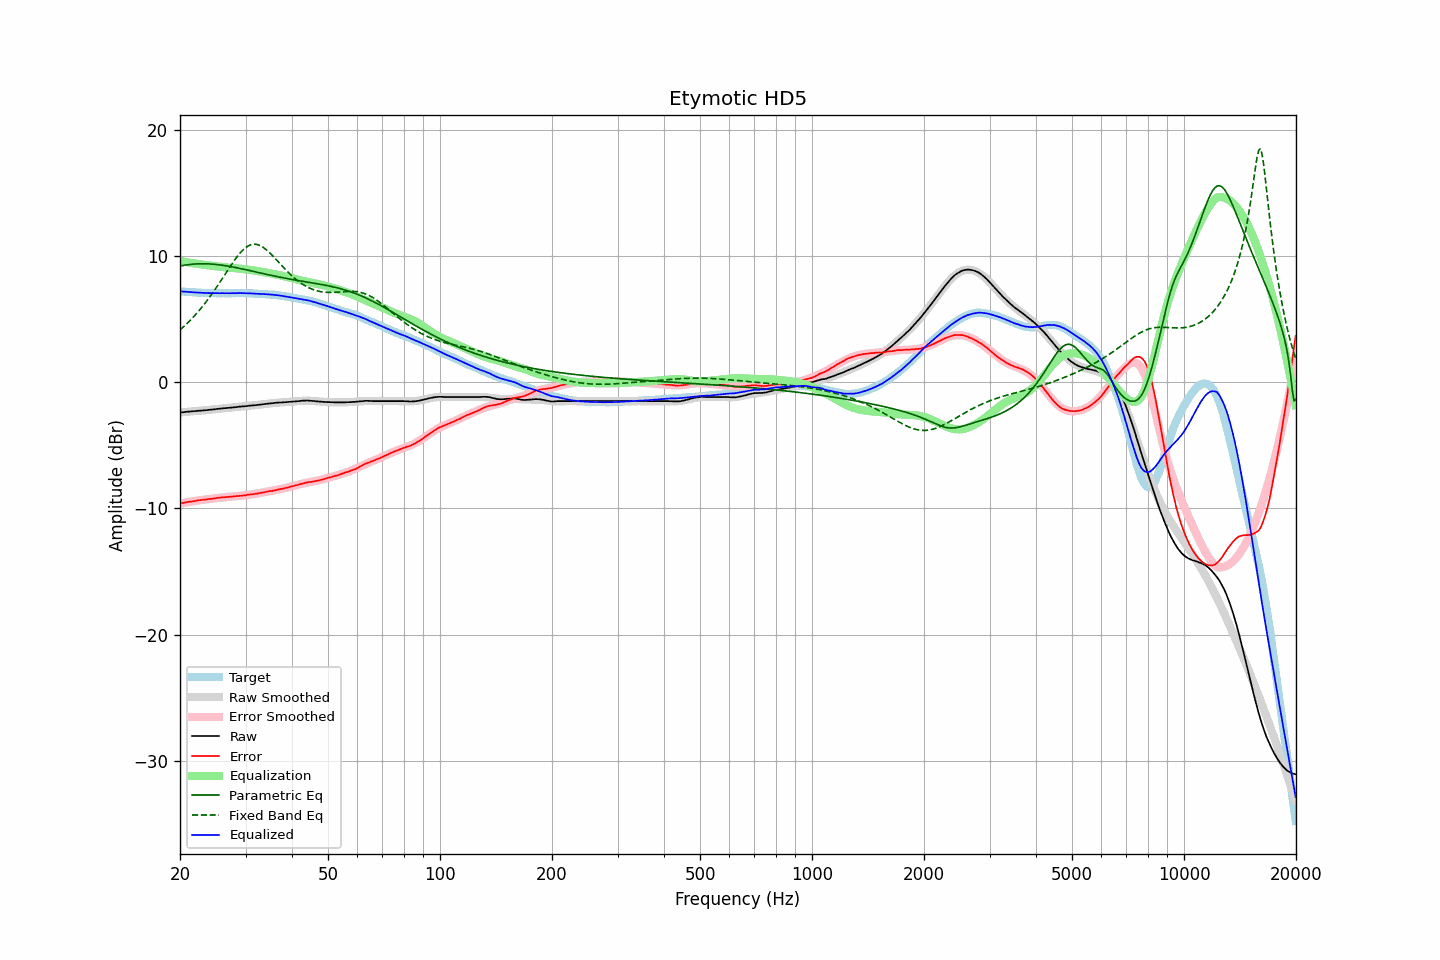 Etymotic HD5
Amplitude (dBr)
20
10
0
−10
−20
−30
Target
Raw Smoothed
Error Smoothed
Raw
Error
Equalization
Parametric Eq
Fixed Band Eq
Equalized
20 50 100 200 500 1000 2000 5000 10000 20000
Frequency (Hz)